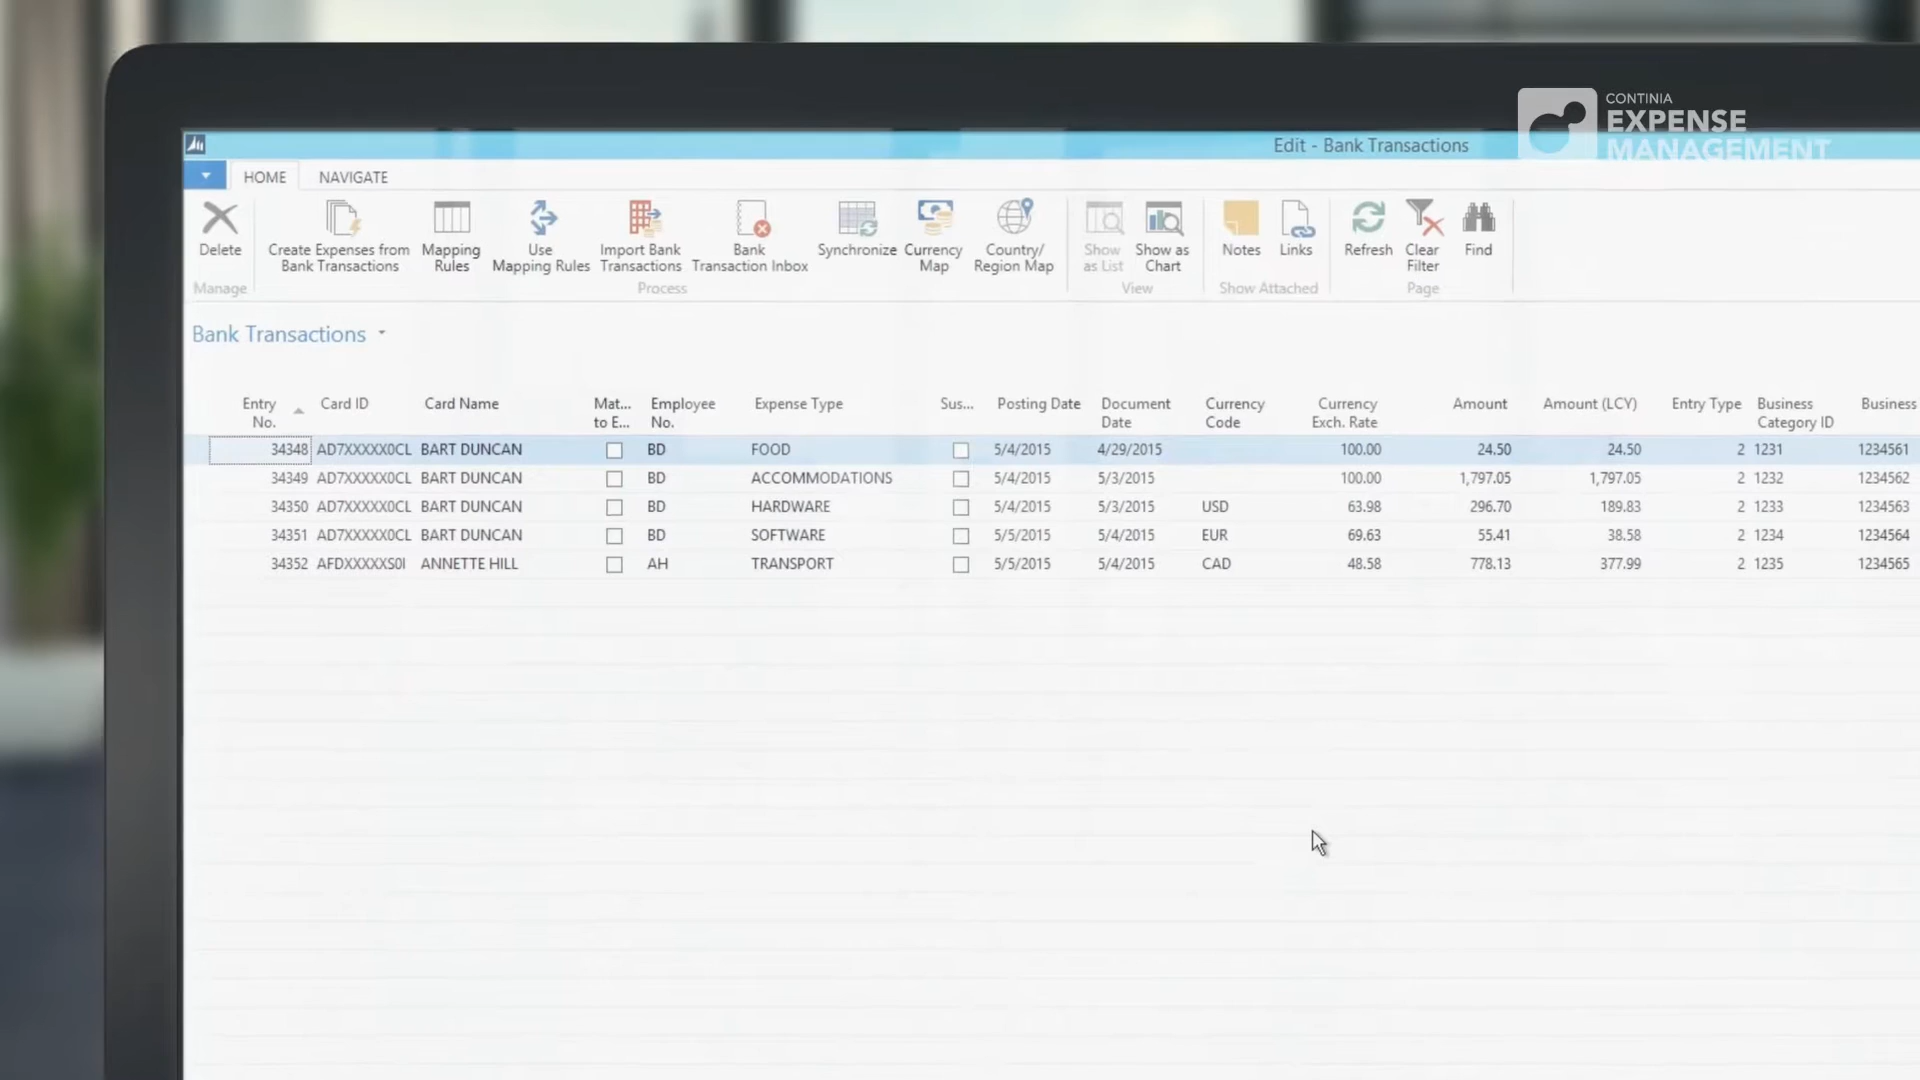 CONTINIA
EXPENSE
MANAGEMENT
Edit - Bank Transactions
HOME NAVIGATE
Delete
Create Expenses from Bank Transactions
Mapping Rules
Use Mapping Rules
Import Bank Transactions
Bank Transaction Inbox
Synchronize
Currency Map
Country/ Region Map
Show as List
Show as Chart
Notes
Links
Refresh
Clear Filter
Find
Manage Process View Show Attached Page
Bank Transactions
Entry No. Card ID Card Name Mat... to E... Employee No. Expense Type Sus... Posting Date Document Date Currency Code Currency Exch. Rate Amount Amount (LCY) Entry Type Business Category ID Business
34348 AD7XXXXX0CL BART DUNCAN BD FOOD 5/4/2015 4/29/2015 100.00 24.50 24.50 2 1231 1234561
34349 AD7XXXXX0CL BART DUNCAN BD ACCOMMODATIONS 5/4/2015 5/3/2015 100.00 1,797.05 1,797.05 2 1232 1234562
34350 AD7XXXXX0CL BART DUNCAN BD HARDWARE 5/4/2015 5/3/2015 USD 63.98 296.70 189.83 2 1233 1234563
34351 AD7XXXXX0CL BART DUNCAN BD SOFTWARE 5/5/2015 5/4/2015 EUR 69.63 55.41 38.58 2 1234 1234564
34352 AFDXXXXXS0I ANNETTE HILL AH TRANSPORT 5/5/2015 5/4/2015 CAD 48.58 778.13 377.99 2 1235 1234565